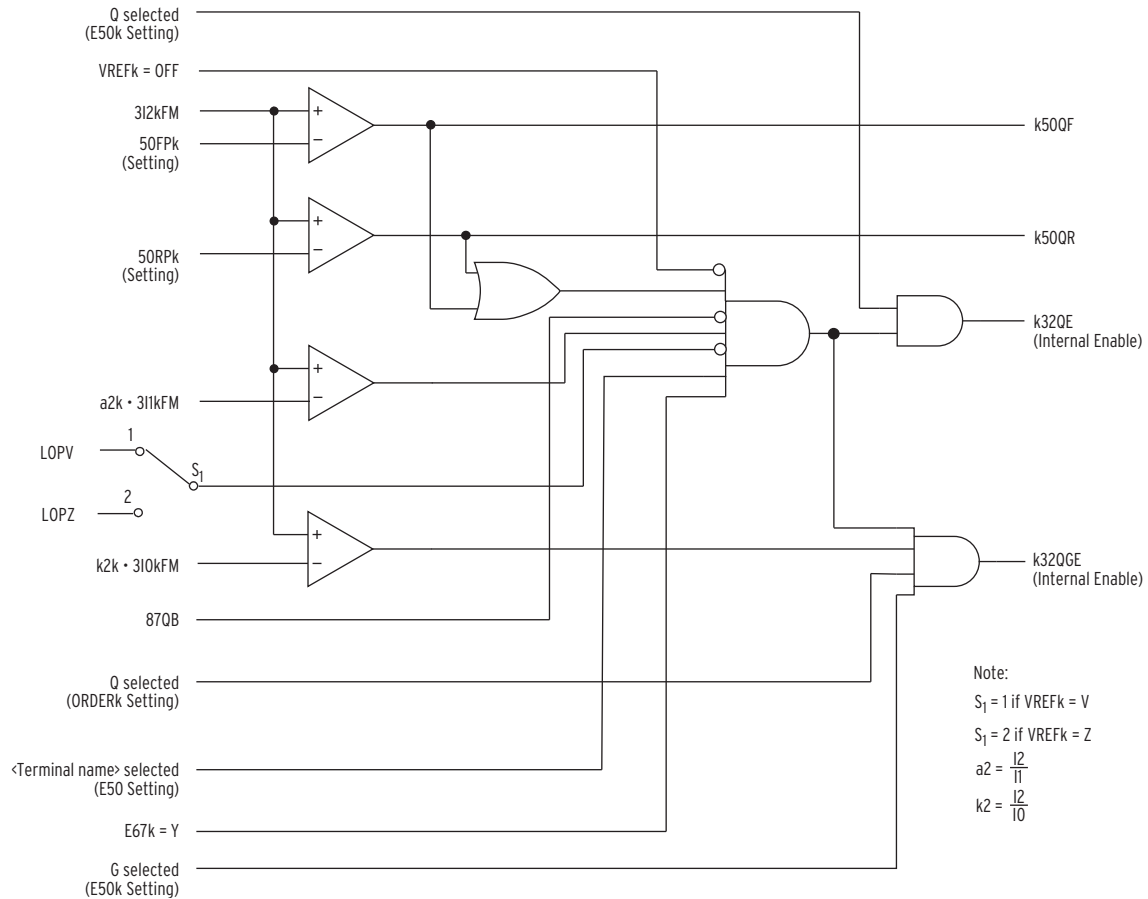 Q selected
(E50k Setting)
VREFk = OFF
3I2kFM
50FPk
(Setting)
+
–
k50QF
50RPk
(Setting)
+
–
k50QR
k32QE
(Internal Enable)
a2k • 3I1kFM
+
–
LOPV
1
S1
2
LOPZ
k2k • 3I0kFM
+
–
k32QGE
(Internal Enable)
87QB
Q selected
(ORDERk Setting)
<Terminal name> selected
(E50 Setting)
E67k = Y
G selected
(E50k Setting)
Note:
S1 = 1 if VREFk = V
S1 = 2 if VREFk = Z
a2 = I2/I1
k2 = I2/I0